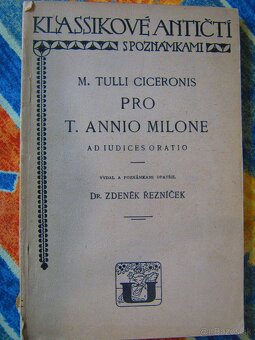 KLASSIKOVÉ ANTIČTÍ
S POZNÁMKAMI
M. TULLI CICERONIS
PRO
T. ANNIO MILONE
AD IUDICES ORATIO
VYDAL A POZNÁMKAMI OPATŘIL
DR. ZDENĚK ŘEZNÍČEK
U